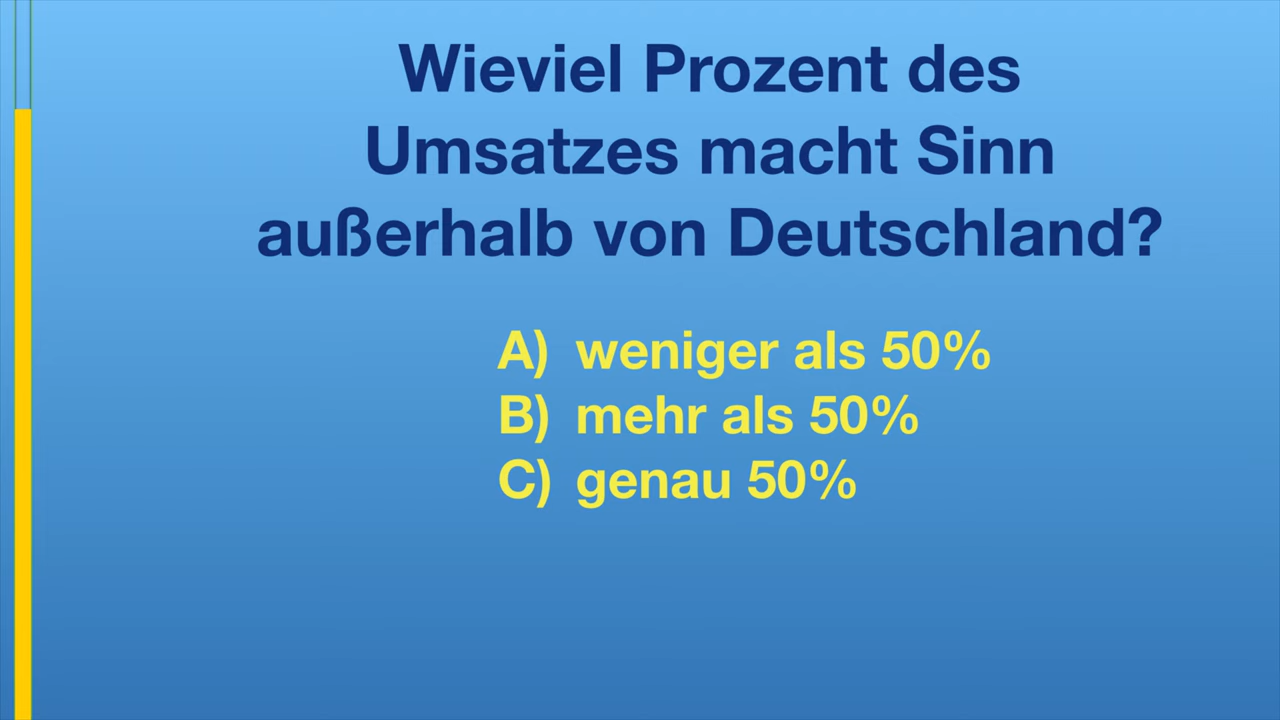 Wieviel Prozent des
Umsatzes macht Sinn
außerhalb von Deutschland?
A) weniger als 50%
B) mehr als 50%
C) genau 50%